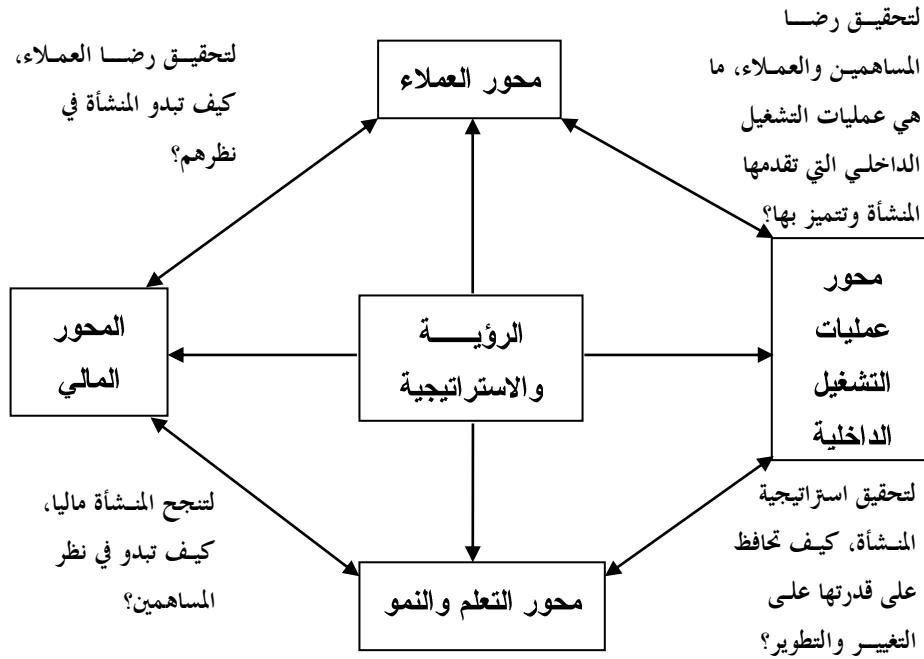 لتحقيق رضا
المساهمين والعملاء، ما
هي عمليات التشغيل
الداخلي التي تقدمها
المنشأة وتتميز بها؟
محور العملاء
لتحقيق رضا العملاء،
كيف تبدو المنشأة في
نظرهم؟
محور
عمليات
التشغيل
الداخلية
الرؤية
والاستراتيجية
المحور
المالي
لتحقيق استراتيجية
المنشأة، كيف تحافظ
على قدرتها على
التغيير والتطوير؟
محور التعلم والنمو
لتنجح المنشأة ماليا،
كيف تبدو في نظر
المساهمين؟